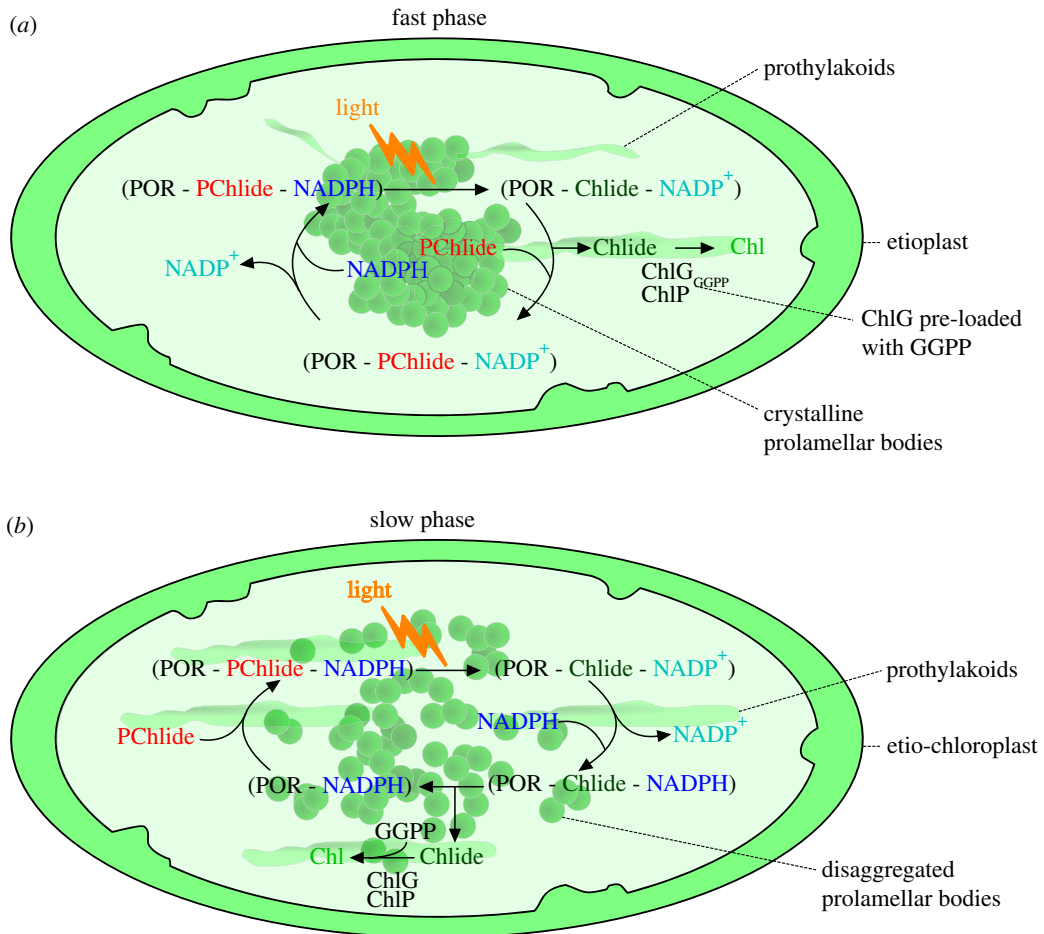 fast phase
(a)
prothylakoids
light
(POR - PChlide - NADPH)
(POR - Chlide - NADP+)
PChlide
Chlide
Chl
etioplast
NADP+
NADPH
ChlG GGPP
ChlP
ChlG pre-loaded
with GGPP
(POR - PChlide - NADP+)
crystalline
prolamellar bodies
(b)
slow phase
light
(POR - PChlide - NADPH)
(POR - Chlide - NADP+)
prothylakoids
PChlide
NADPH
NADP+
etio-chloroplast
(POR - NADPH)
(POR - Chlide - NADPH)
GGPP
Chl
Chlide
ChlG
ChlP
disaggregated
prolamellar bodies